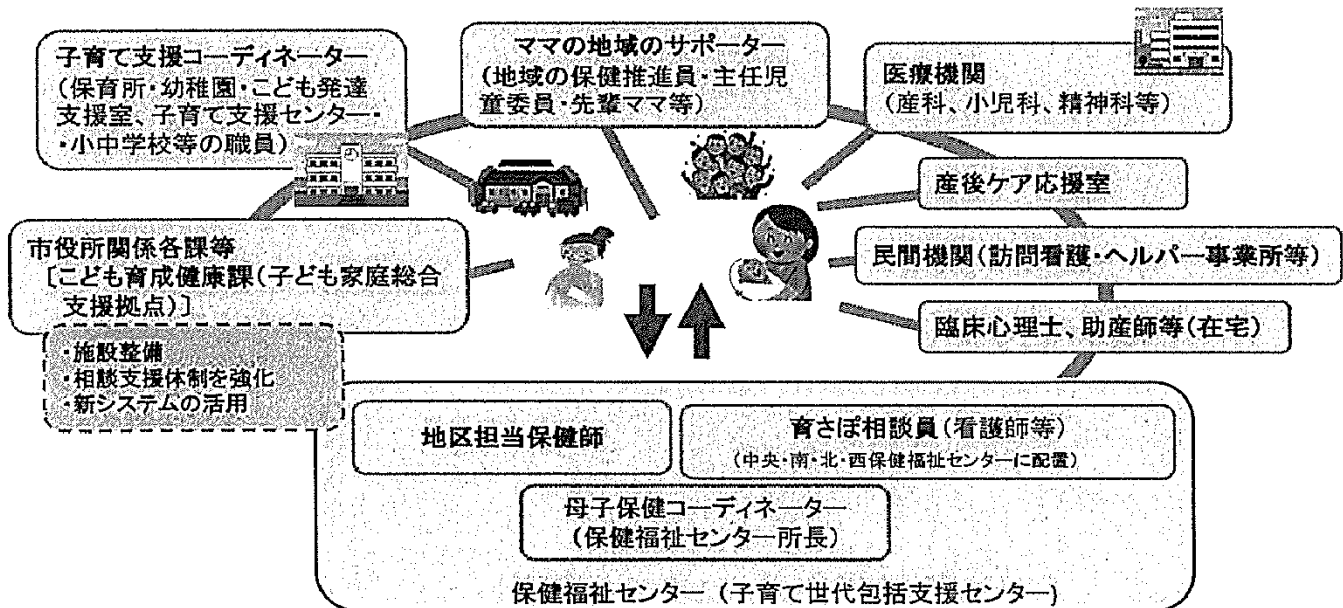 子育て支援コーディネーター
(保育所・幼稚園・こども発達
支援室、子育て支援センター・
・小中学校等の職員)
ママの地域のサポーター
(地域の保健推進員・主任児
童委員・先輩ママ等)
医療機関
(産科、小児科、精神科等)
産後ケア応援室
市役所関係各課等
[こども育成健康課(子ども家庭総合
支援拠点)]
民間機関(訪問看護・ヘルパー事業所等)
臨床心理士、助産師等(在宅)
・施設整備
・相談支援体制を強化
・新システムの活用
地区担当保健師
育さぽ相談員(看護師等)
(中央・南・北・西保健福祉センターに配置)
母子保健コーディネーター
(保健福祉センター所長)
保健福祉センター (子育て世代包括支援センター)